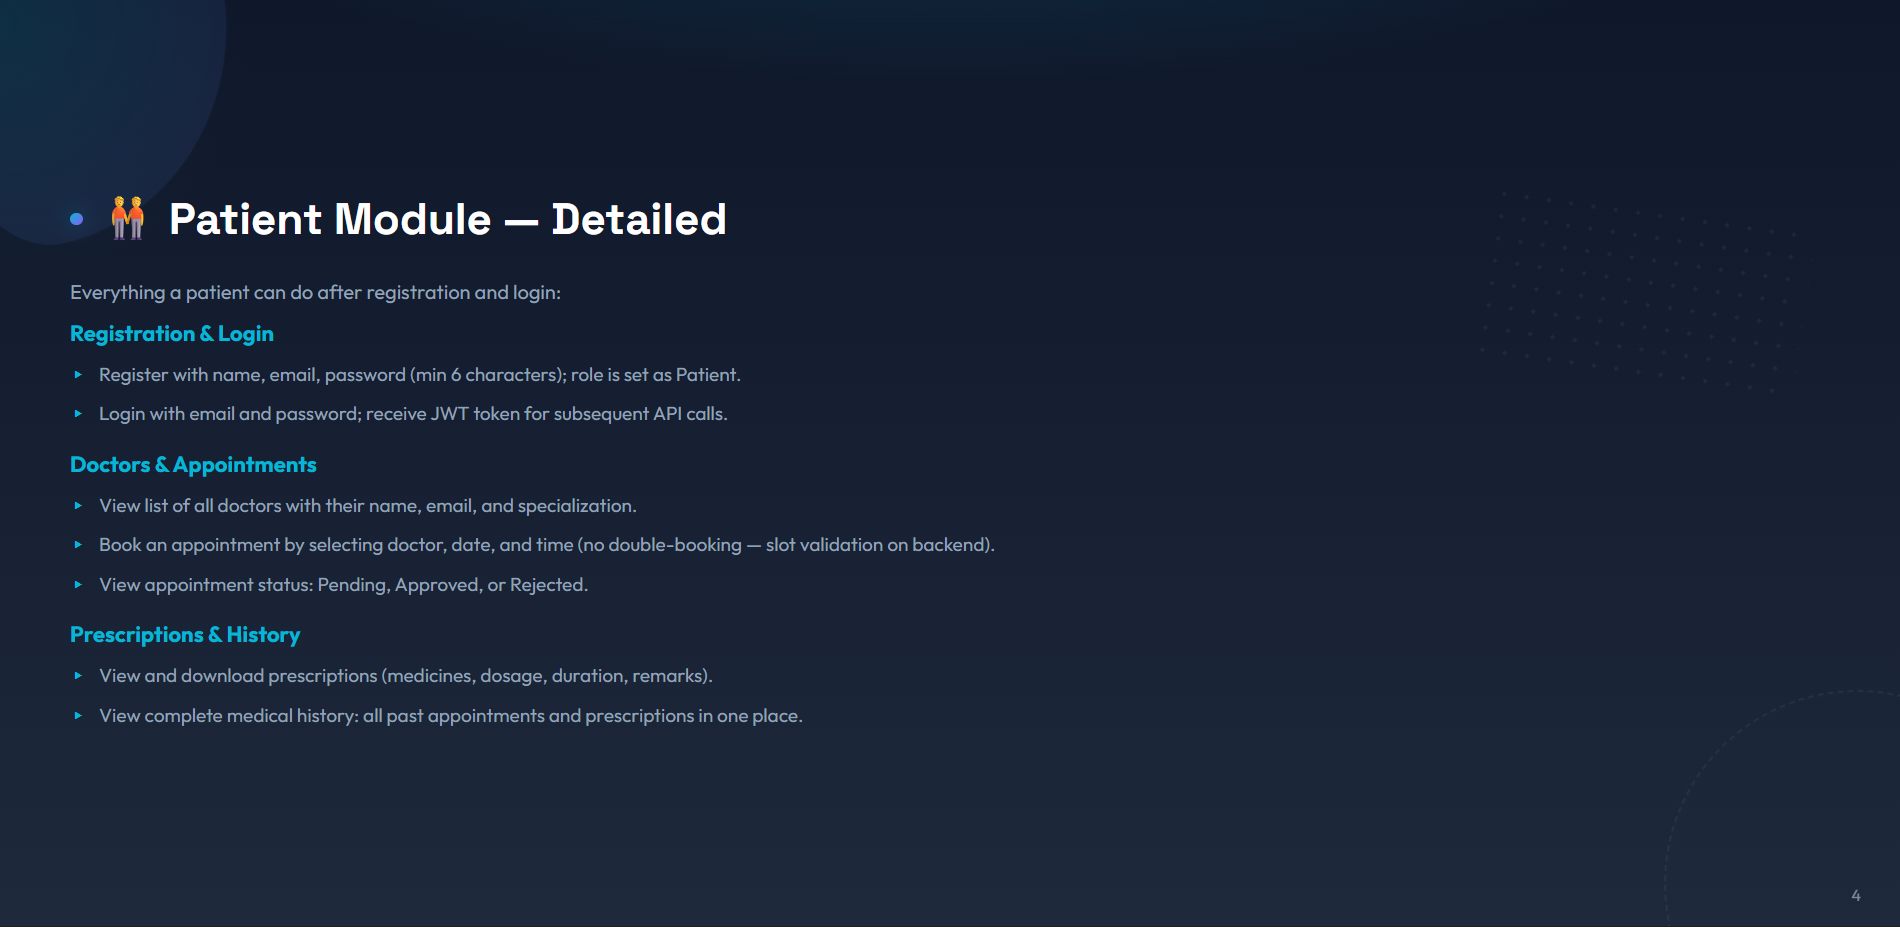 Patient Module — Detailed
Everything a patient can do after registration and login:
Registration & Login
Register with name, email, password (min 6 characters); role is set as Patient.
Login with email and password; receive JWT token for subsequent API calls.
Doctors & Appointments
View list of all doctors with their name, email, and specialization.
Book an appointment by selecting doctor, date, and time (no double-booking — slot validation on backend).
View appointment status: Pending, Approved, or Rejected.
Prescriptions & History
View and download prescriptions (medicines, dosage, duration, remarks).
View complete medical history: all past appointments and prescriptions in one place.
4